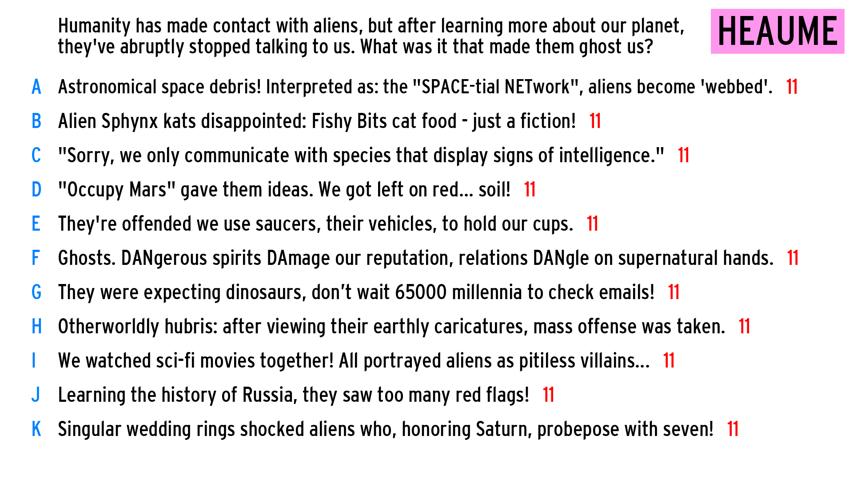 Humanity has made contact with aliens, but after learning more about our planet,
they've abruptly stopped talking to us. What was it that made them ghost us?
HEAUME
A Astronomical space debris! Interpreted as: the "SPACE-tial NETwork", aliens become 'webbed'. 11
B Alien Sphynx kats disappointed: Fishy Bits cat food - just a fiction! 11
C "Sorry, we only communicate with species that display signs of intelligence." 11
D "Occupy Mars" gave them ideas. We got left on red... soil! 11
E They're offended we use saucers, their vehicles, to hold our cups. 11
F Ghosts. DANgerous spirits DAmage our reputation, relations DANgle on supernatural hands. 11
G They were expecting dinosaurs, don't wait 65000 millennia to check emails! 11
H Otherworldly hubris: after viewing their earthly caricatures, mass offense was taken. 11
I We watched sci-fi movies together! All portrayed aliens as pitiless villains... 11
J Learning the history of Russia, they saw too many red flags! 11
K Singular wedding rings shocked aliens who, honoring Saturn, probepose with seven! 11